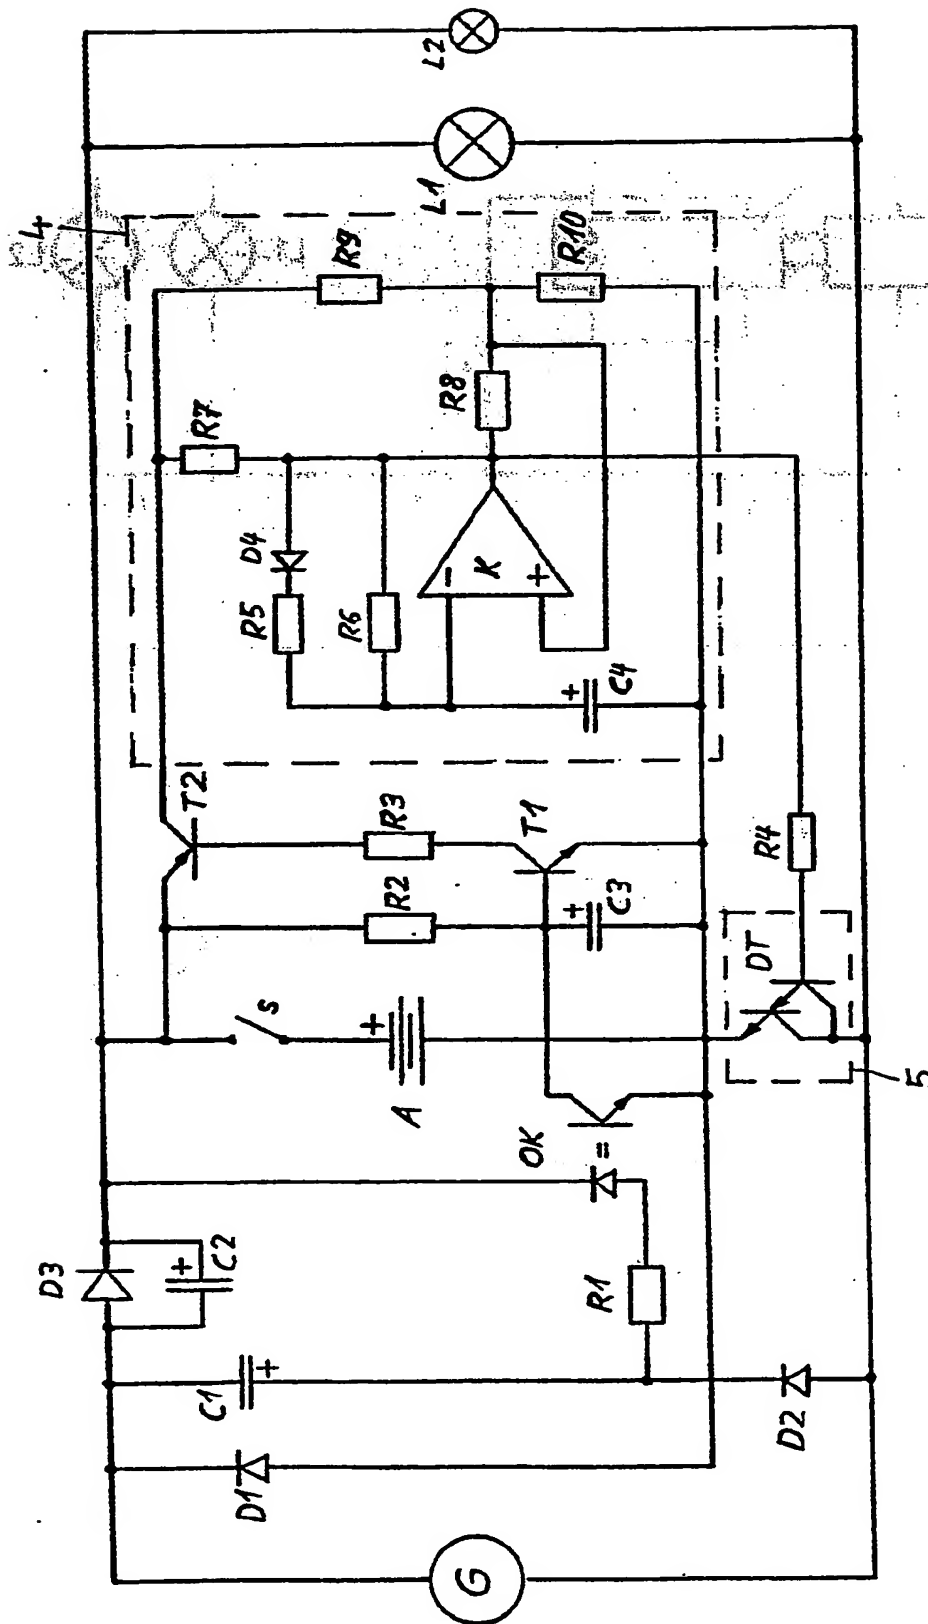 G
D1
C1
+
D3
+
C2
R1
D2
OK
=
A
+
s
R2
+
C3
T1
R3
T2
5
DT
R4
4
+
C4
R5
D4
R6
R7
-
K
+
R8
R9
R10
L1
L2